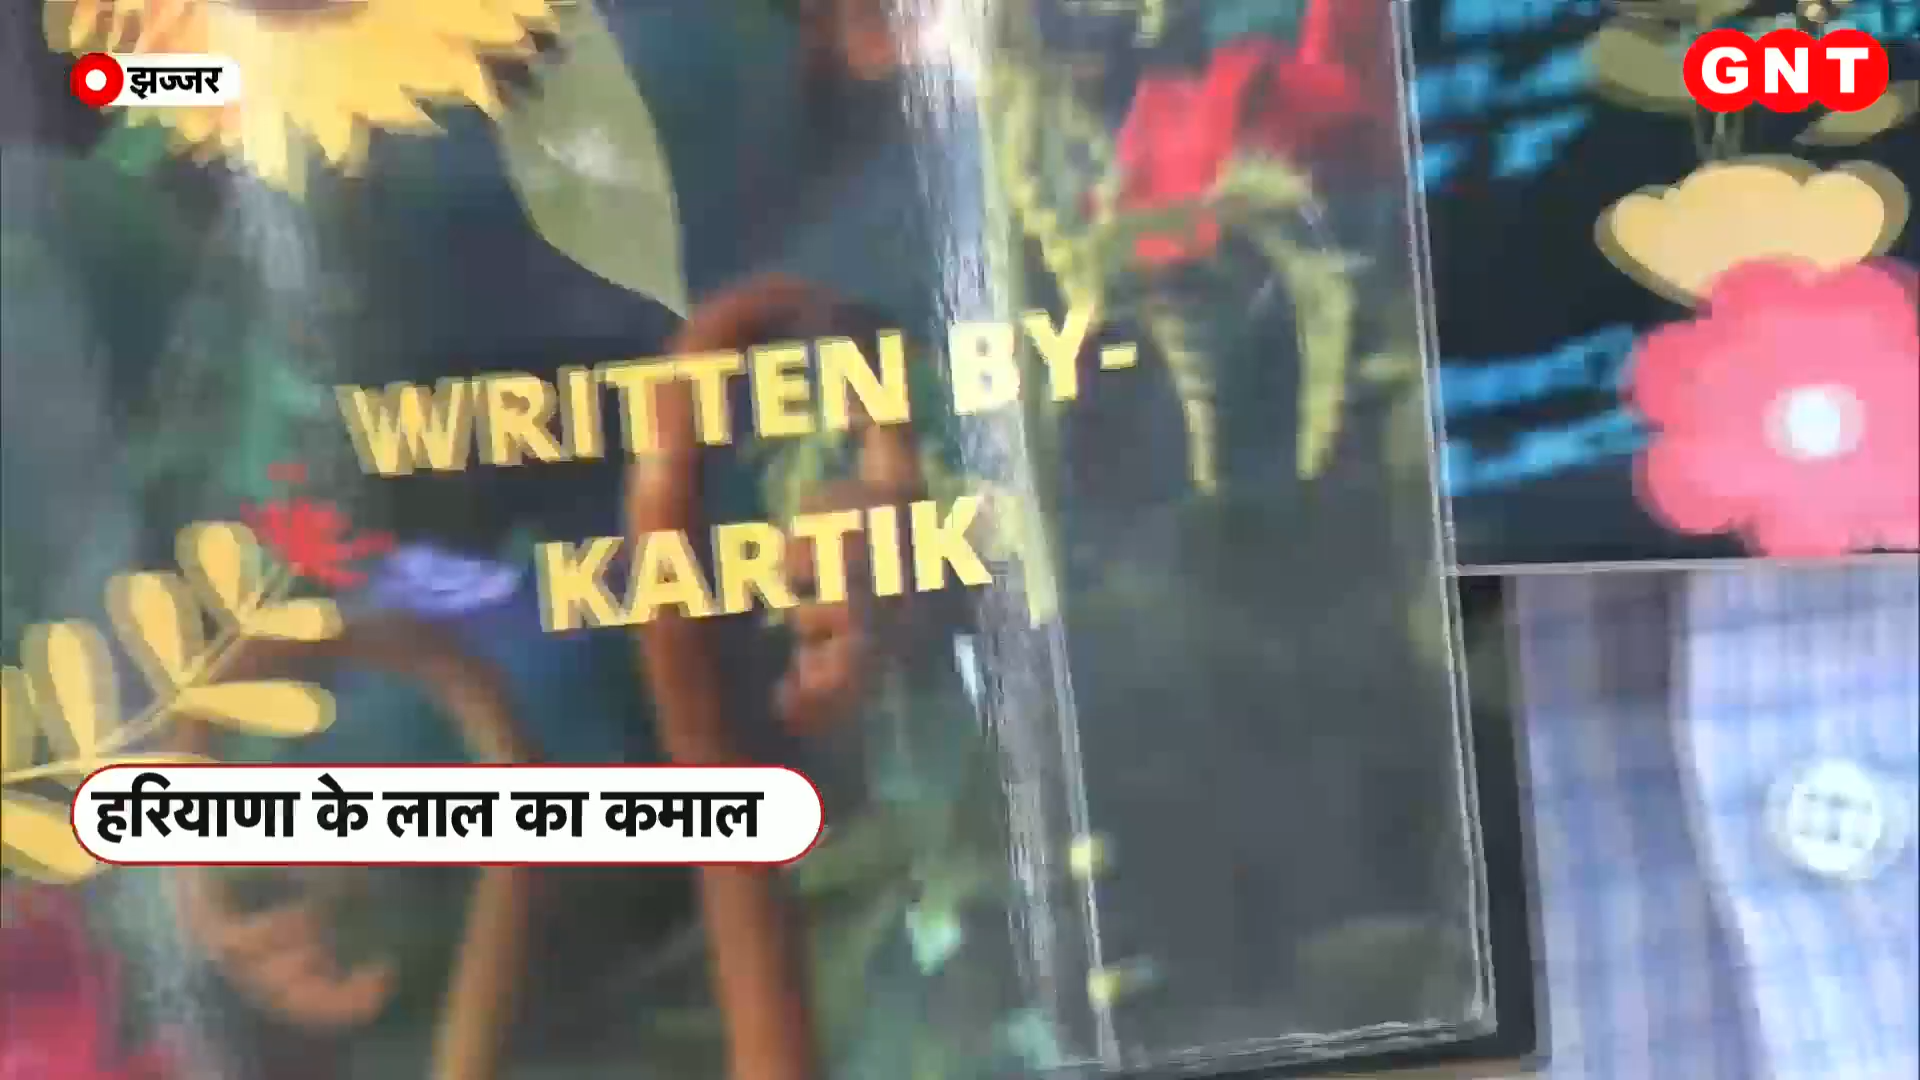 झज्जर
GNT
WRITTEN BY-
KARTIK
हरियाणा के लाल का कमाल